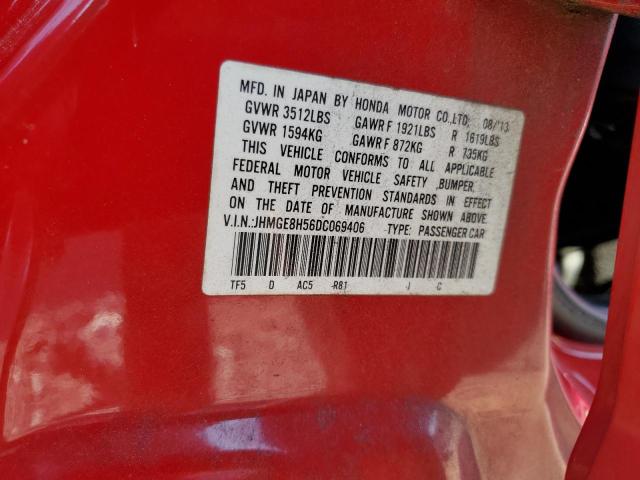 MFD. IN JAPAN BY HONDA MOTOR CO.,LTD. 08/'13
GVWR 3512LBS GAWR F 1921LBS R 1619LBS
GVWR 1594KG GAWR F 872KG R 735KG
THIS VEHICLE CONFORMS TO ALL APPLICABLE
FEDERAL MOTOR VEHICLE SAFETY ,BUMPER,
AND THEFT PREVENTION STANDARDS IN EFFECT
ON THE DATE OF MANUFACTURE SHOWN ABOVE.
V.I.N.:JHMGE8H56DC069406 TYPE: PASSENGER CAR
TF5 D AC5 -R81 J C